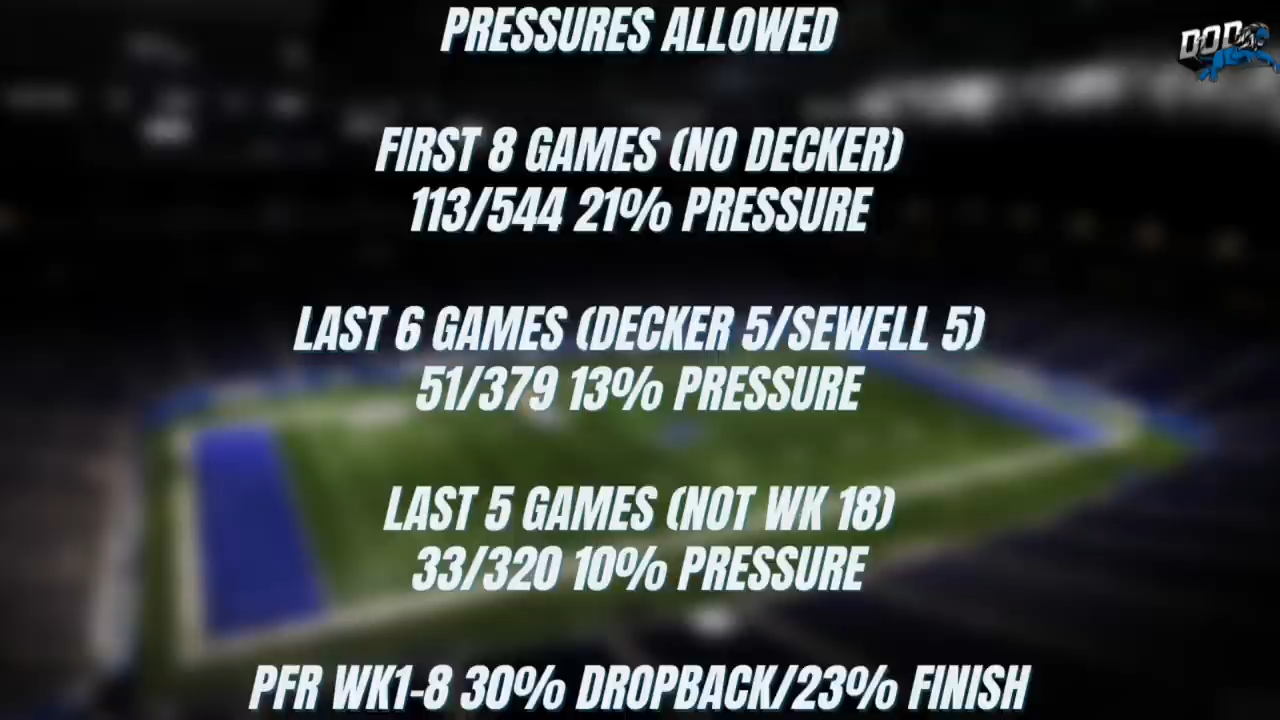 PRESSURES ALLOWED
DOD
FIRST 8 GAMES (NO DECKER)
113/544 21% PRESSURE
LAST 6 GAMES (DECKER 5/SEWELL 5)
51/379 13% PRESSURE
LAST 5 GAMES (NOT WK 18)
33/320 10% PRESSURE
PFR WK1-8 30% DROPBACK/23% FINISH